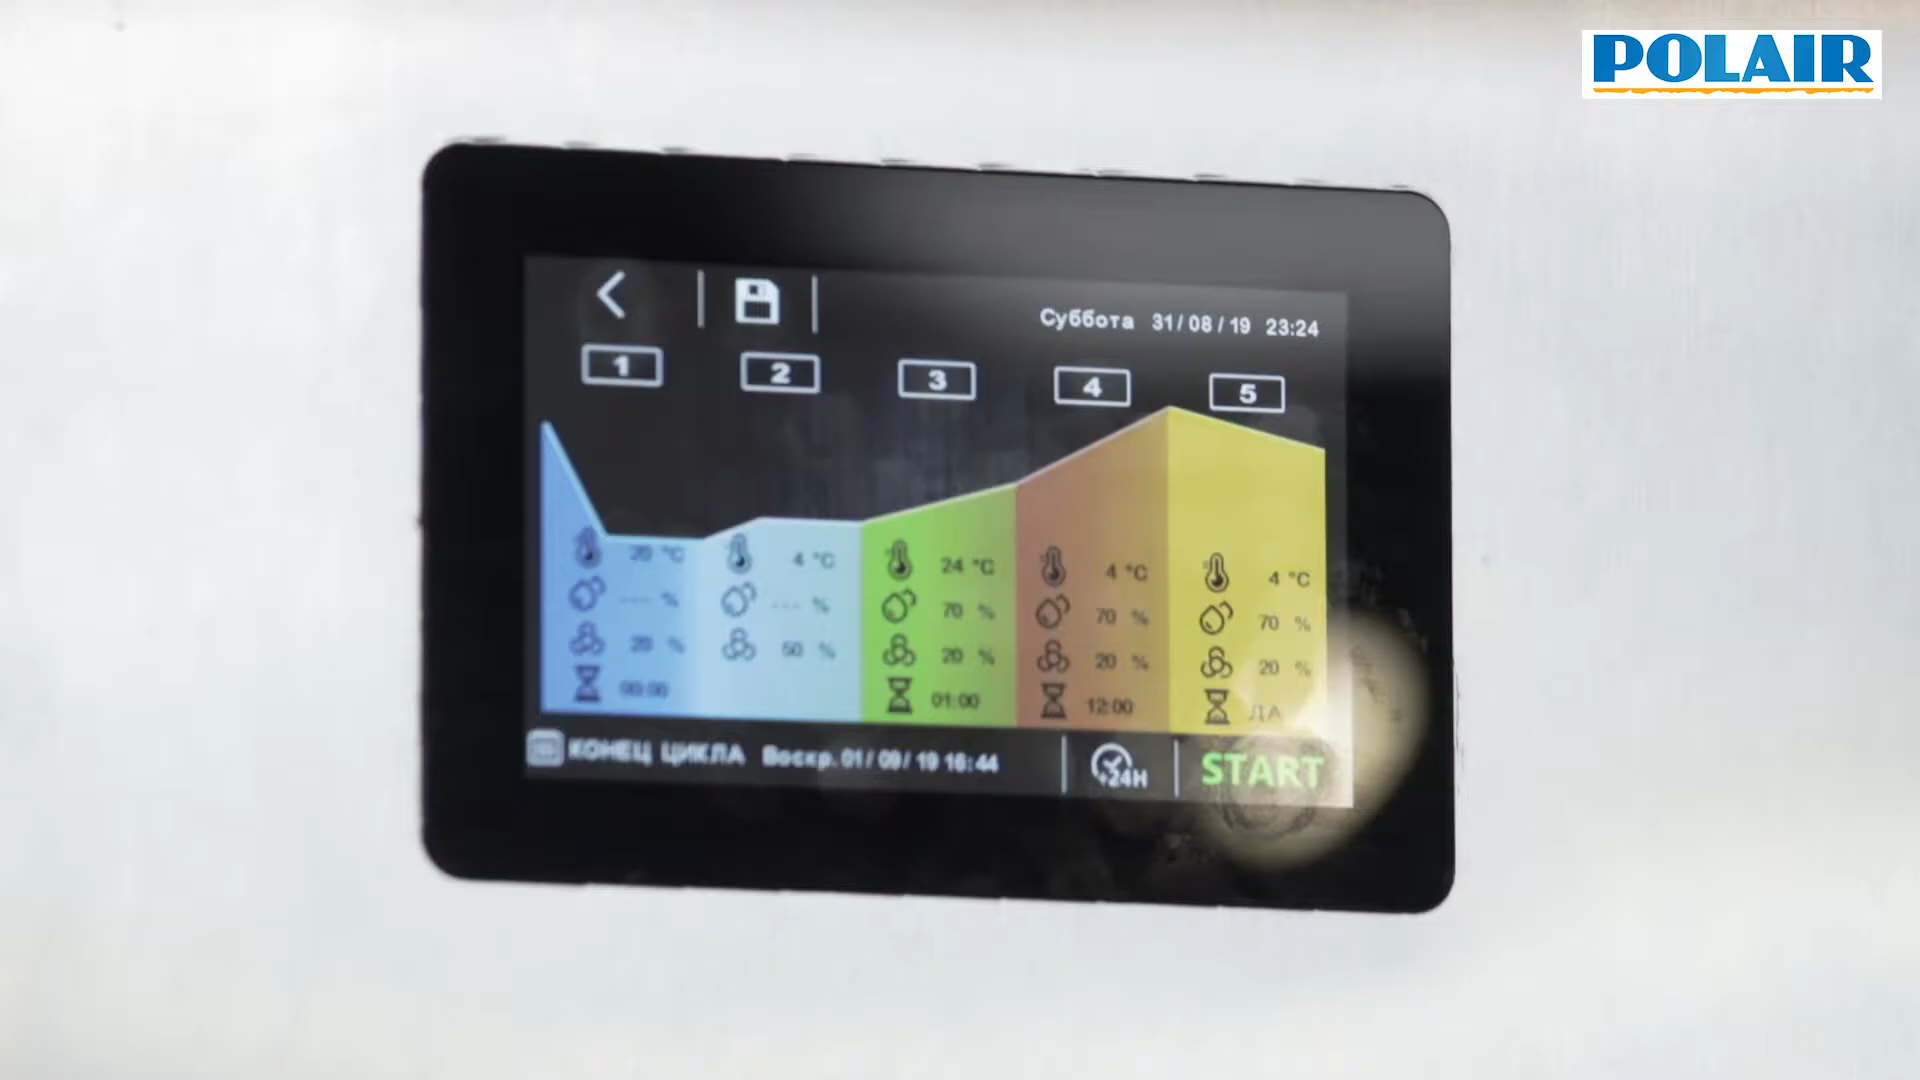 POLAIR
Суббота 31/08/19 23:24
1 2 3 4 5
20 °C 4 °C 24 °C 4 °C 4 °C
--- % --- % 70 % 70 % 70 %
20 % 50 % 20 % 20 % 20 %
00:00 01:00 12:00 ДА
КОНЕЦ ЦИКЛА Воскр. 01/09/19 16:44
+24H
START